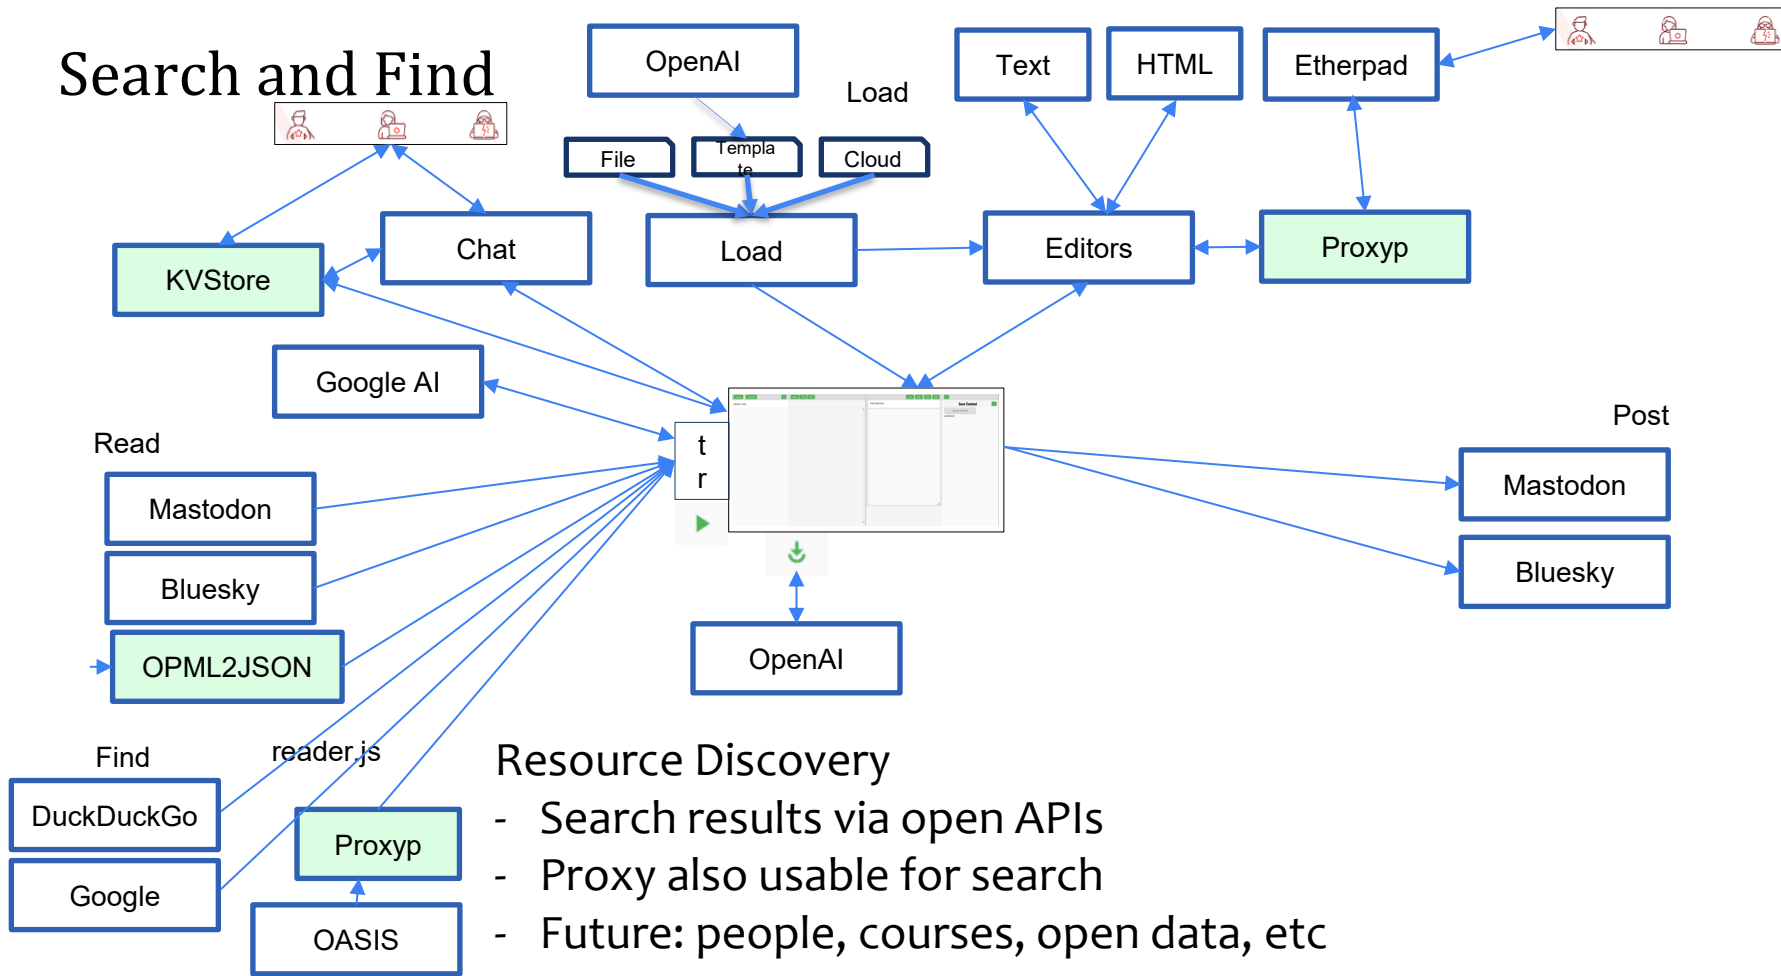 Search and Find
OpenAI
Load
File
Templa
te
Cloud
Text
HTML
Etherpad
KVStore
Chat
Load
Editors
Proxyp
Google AI
t
r
Save Content
Read
Mastodon
Bluesky
OPML2JSON
OpenAI
Post
Mastodon
Bluesky
Find
reader.js
DuckDuckGo
Google
Proxyp
OASIS
Resource Discovery
- Search results via open APIs
- Proxy also usable for search
- Future: people, courses, open data, etc